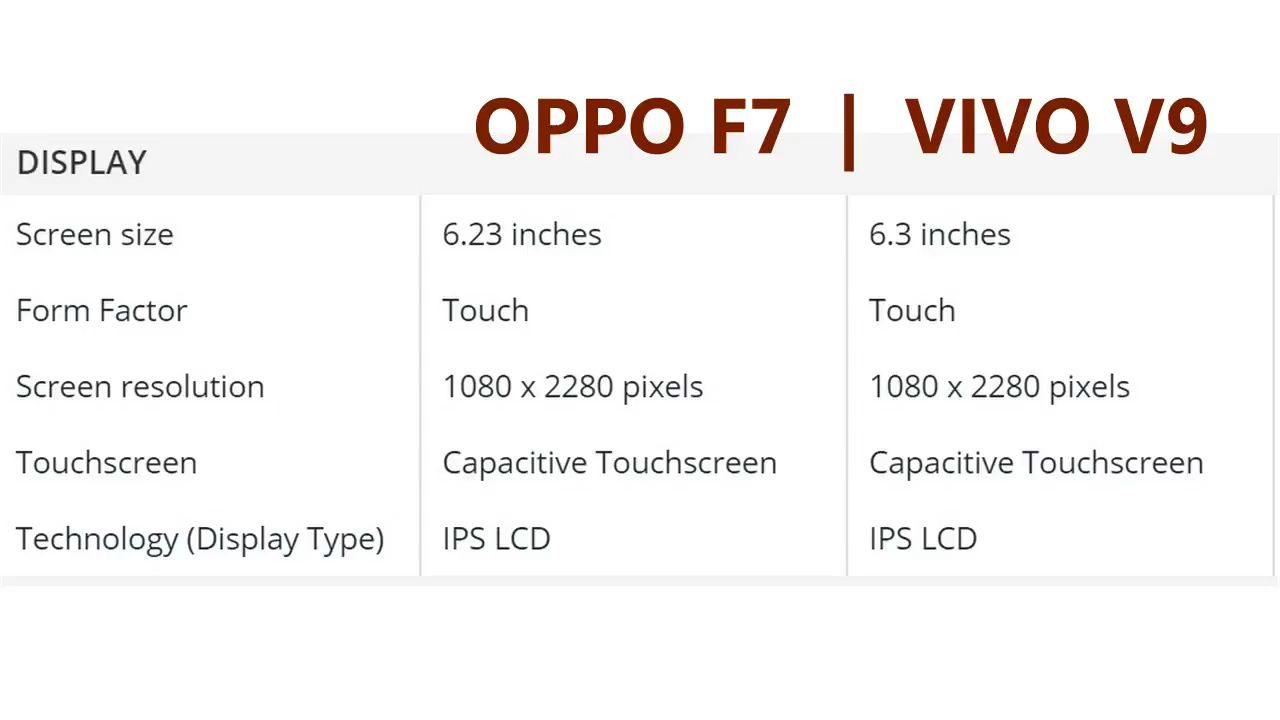 OPPO F7 | VIVO V9
DISPLAY
Screen size 6.23 inches 6.3 inches
Form Factor Touch Touch
Screen resolution 1080 x 2280 pixels 1080 x 2280 pixels
Touchscreen Capacitive Touchscreen Capacitive Touchscreen
Technology (Display Type) IPS LCD IPS LCD